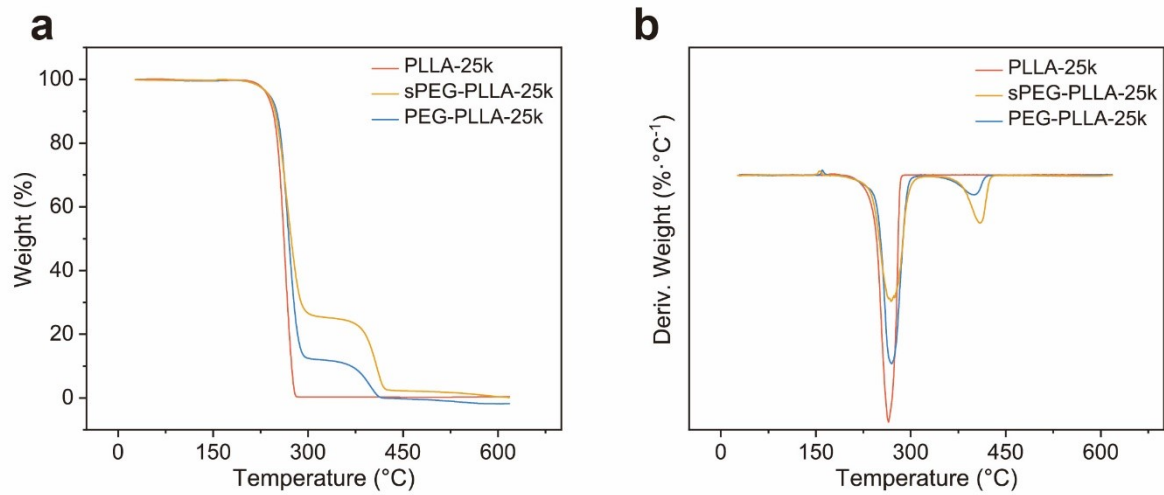 a
PLLA-25k
sPEG-PLLA-25k
PEG-PLLA-25k
100
80
60
40
20
0
Weight (%)
0 150 300 450 600
Temperature (°C)
b
PLLA-25k
sPEG-PLLA-25k
PEG-PLLA-25k
Deriv. Weight (%·°C⁻¹)
0 150 300 450 600
Temperature (°C)